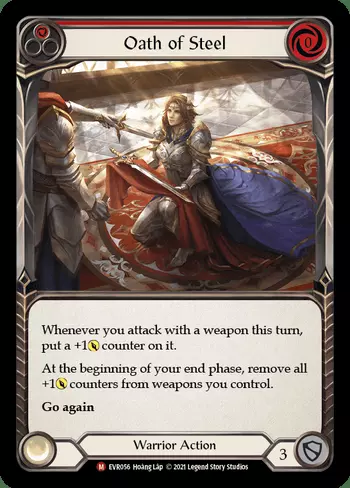 Oath of Steel
0
Whenever you attack with a weapon this turn,
put a +1 counter on it.
At the beginning of your end phase, remove all
+1 counters from weapons you control.
Go again
Warrior Action
3
M EVR056 Hoàng Lập © 2021 Legend Story Studios